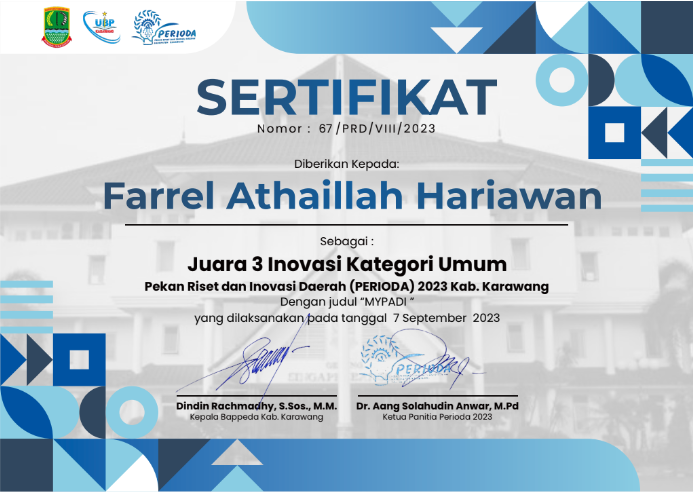 UBP
KARAWANG
PERIODA
SERTIFIKAT
Nomor : 67/PRD/VIII/2023
Diberikan Kepada:
Farrel Athaillah Hariawan
Sebagai :
Juara 3 Inovasi Kategori Umum
Pekan Riset dan Inovasi Daerah (PERIODA) 2023 Kab. Karawang
Dengan judul “MYPADI “
yang dilaksanakan pada tanggal 7 September 2023
PERIODA
Dindin Rachmadhy, S.Sos., M.M.
Kepala Bappeda Kab. Karawang
Dr. Aang Solahudin Anwar, M.Pd
Ketua Panitia Perioda 2023